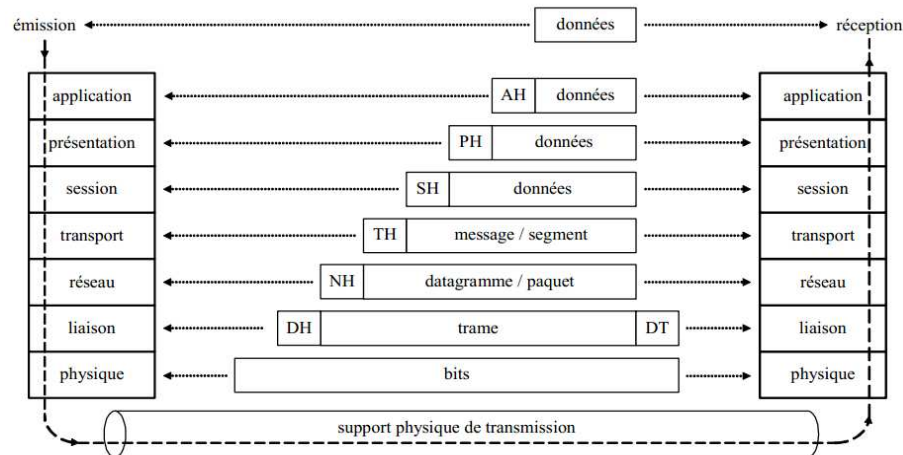 émission données réception
application AH données application
présentation PH données présentation
session SH données session
transport TH message / segment transport
réseau NH datagramme / paquet réseau
liaison DH trame DT liaison
physique bits physique
support physique de transmission